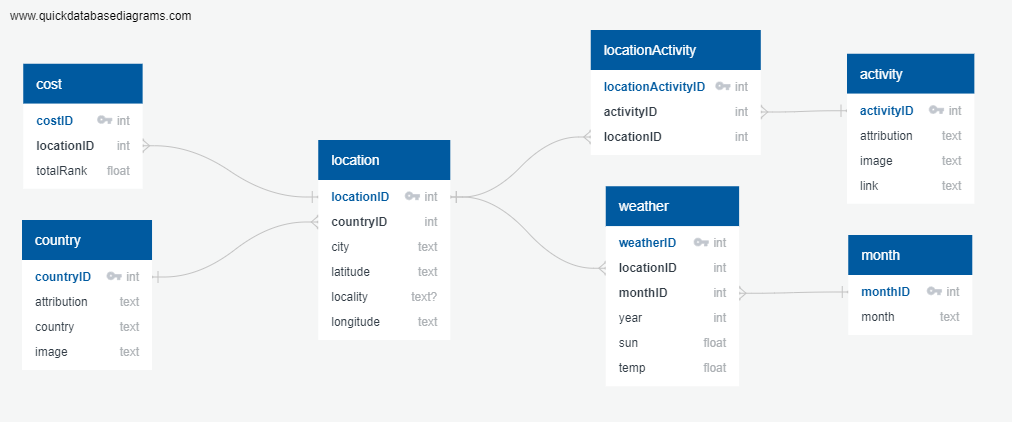 www.quickdatabasediagrams.com
cost
costID int
locationID int
totalRank float
country
countryID int
attribution text
country text
image text
location
locationID int
countryID int
city text
latitude text
locality text?
longitude text
locationActivity
locationActivityID int
activityID int
locationID int
weather
weatherID int
locationID int
monthID int
year int
sun float
temp float
activity
activityID int
attribution text
image text
link text
month
monthID int
month text